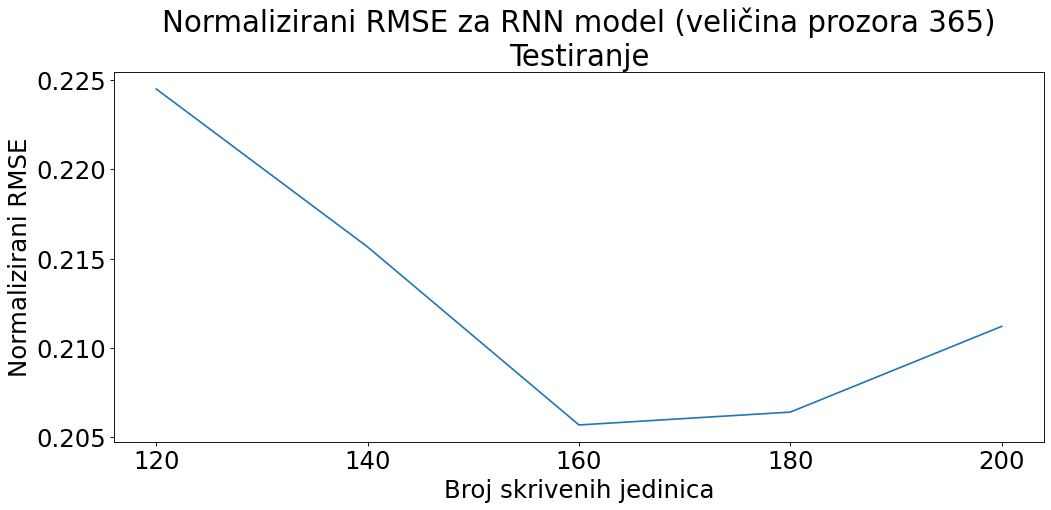 Normalizirani RMSE za RNN model (veličina prozora 365)
Testiranje
Normalizirani RMSE
0.225
0.220
0.215
0.210
0.205
120 140 160 180 200
Broj skrivenih jedinica